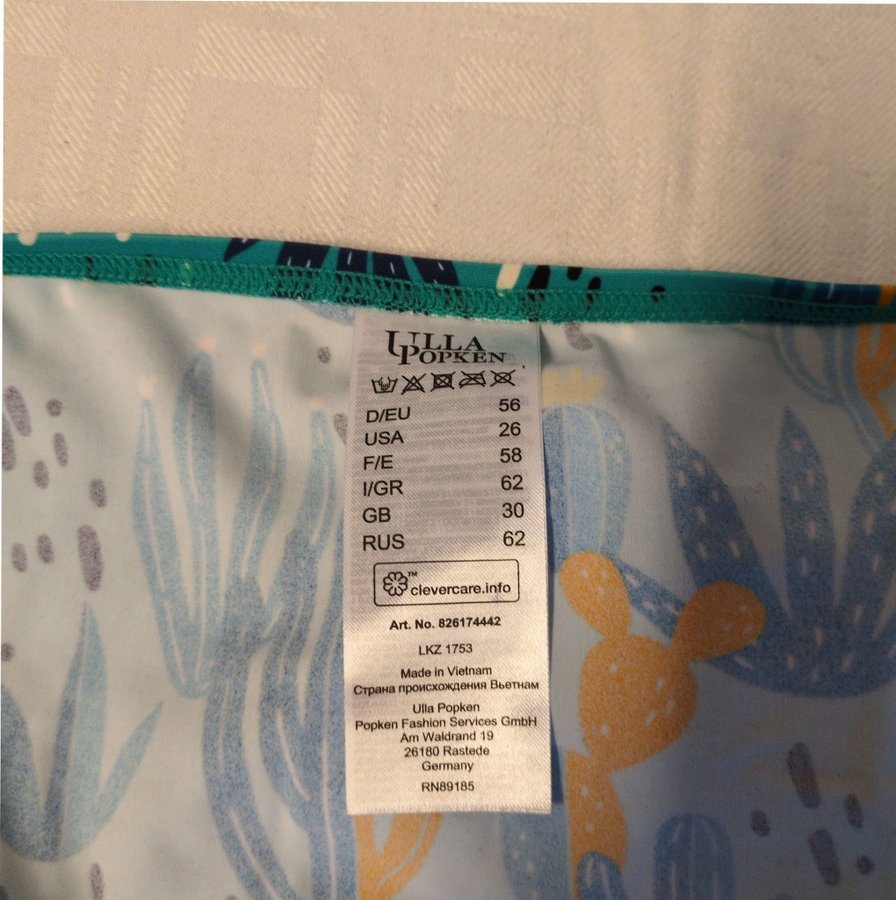 ULLA
POPKEN
D/EU 56
USA 26
F/E 58
I/GR 62
GB 30
RUS 62
clevercare.info™
Art. No. 826174442
LKZ 1753
Made in Vietnam
Страна происхождения Вьетнам
Ulla Popken
Popken Fashion Services GmbH
Am Waldrand 19
26180 Rastede
Germany
RN89185